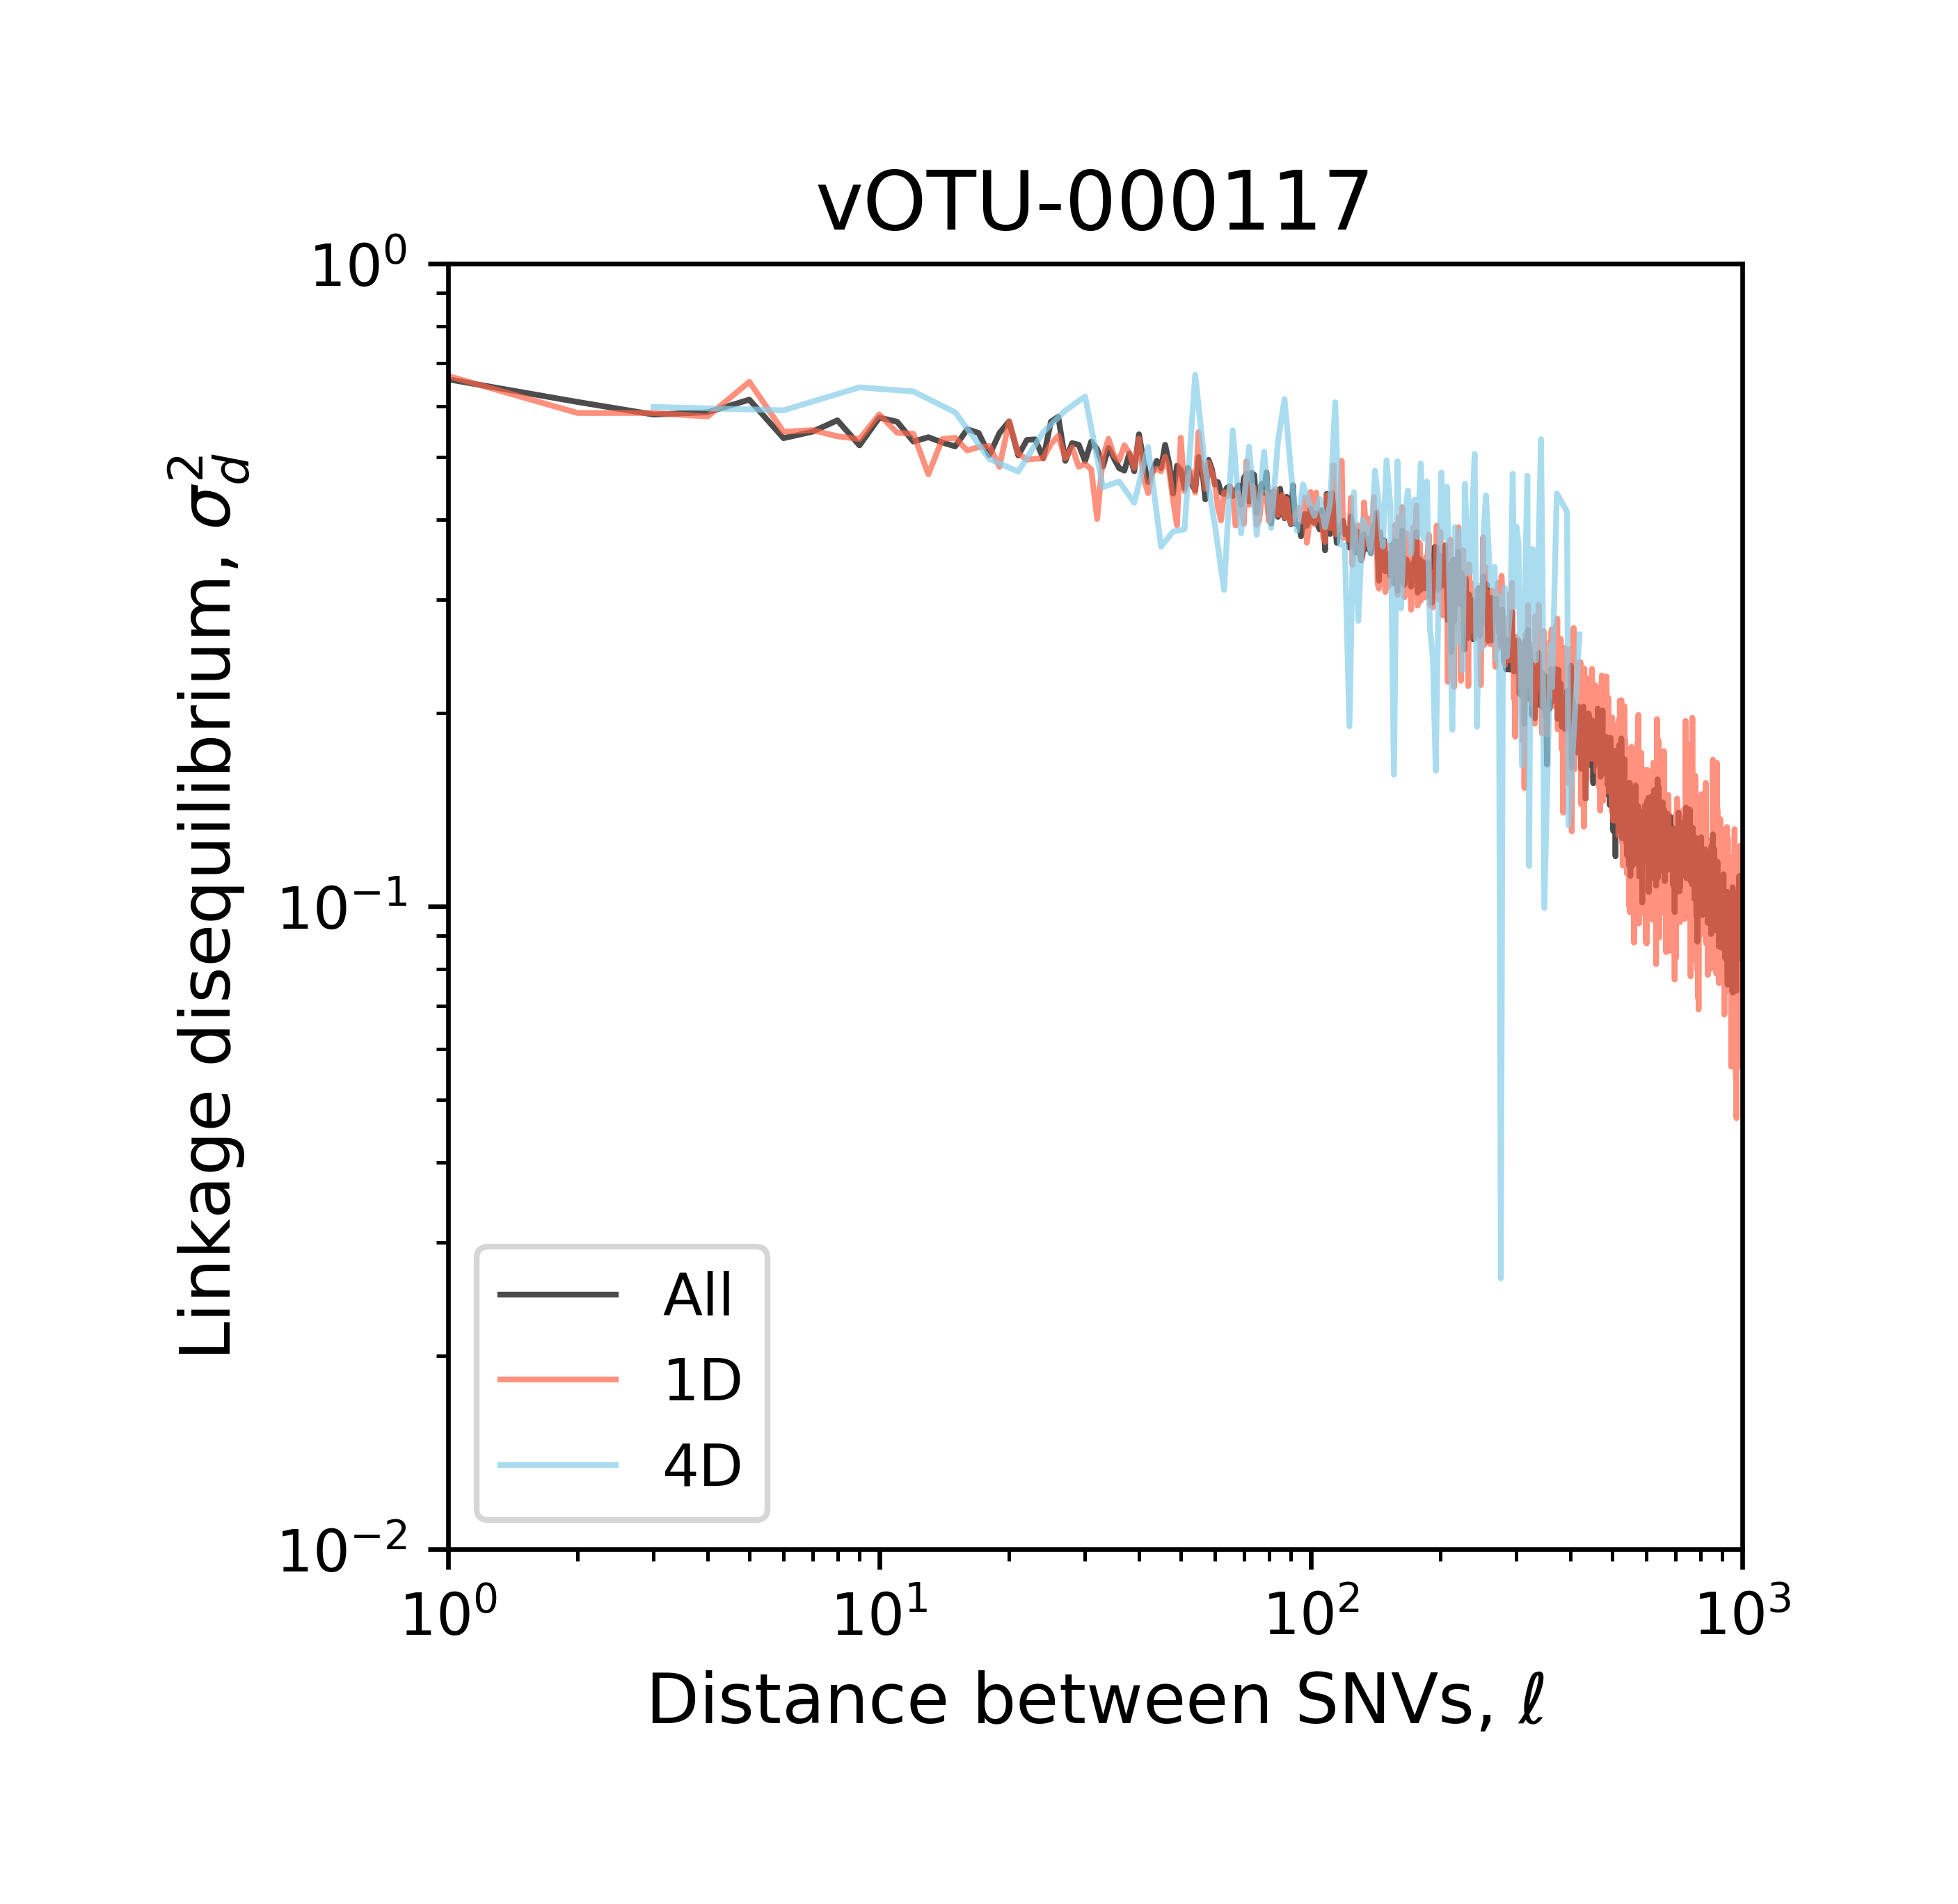 vOTU-000117
Linkage disequilibrium, σ_d^2
10^0
10^-1
10^-2
All
1D
4D
10^0 10^1 10^2 10^3
Distance between SNVs, ℓ